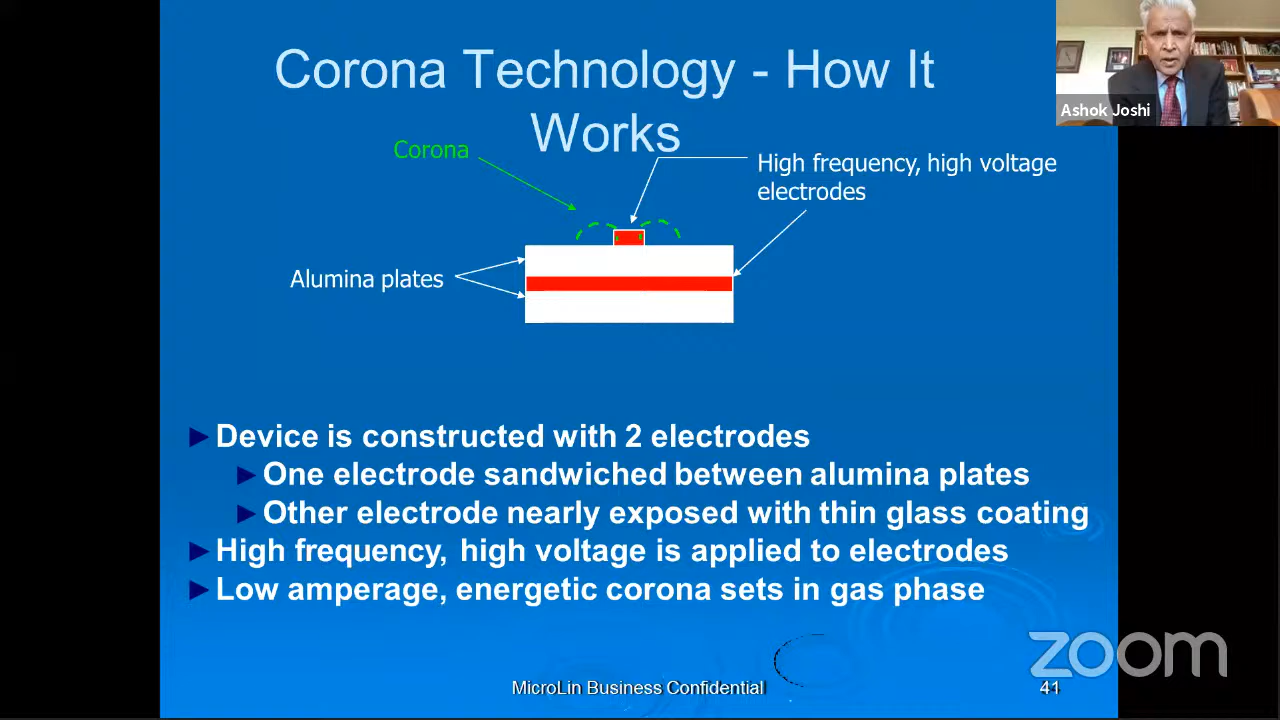 Corona Technology - How It
Works
Ashok Joshi
Corona
High frequency, high voltage
electrodes
Alumina plates
►Device is constructed with 2 electrodes
►One electrode sandwiched between alumina plates
►Other electrode nearly exposed with thin glass coating
►High frequency, high voltage is applied to electrodes
►Low amperage, energetic corona sets in gas phase
zoom
MicroLin Business Confidential
41